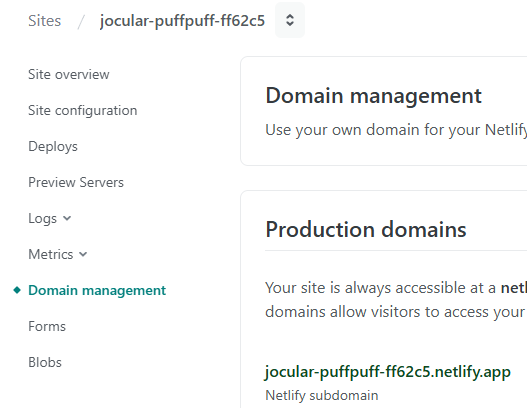 Sites / jocular-puffpuff-ff62c5
Site overview
Site configuration
Deploys
Preview Servers
Logs
Metrics
Domain management
Forms
Blobs
Domain management
Use your own domain for your Netlify
Production domains
Your site is always accessible at a netl
domains allow visitors to access your
jocular-puffpuff-ff62c5.netlify.app
Netlify subdomain